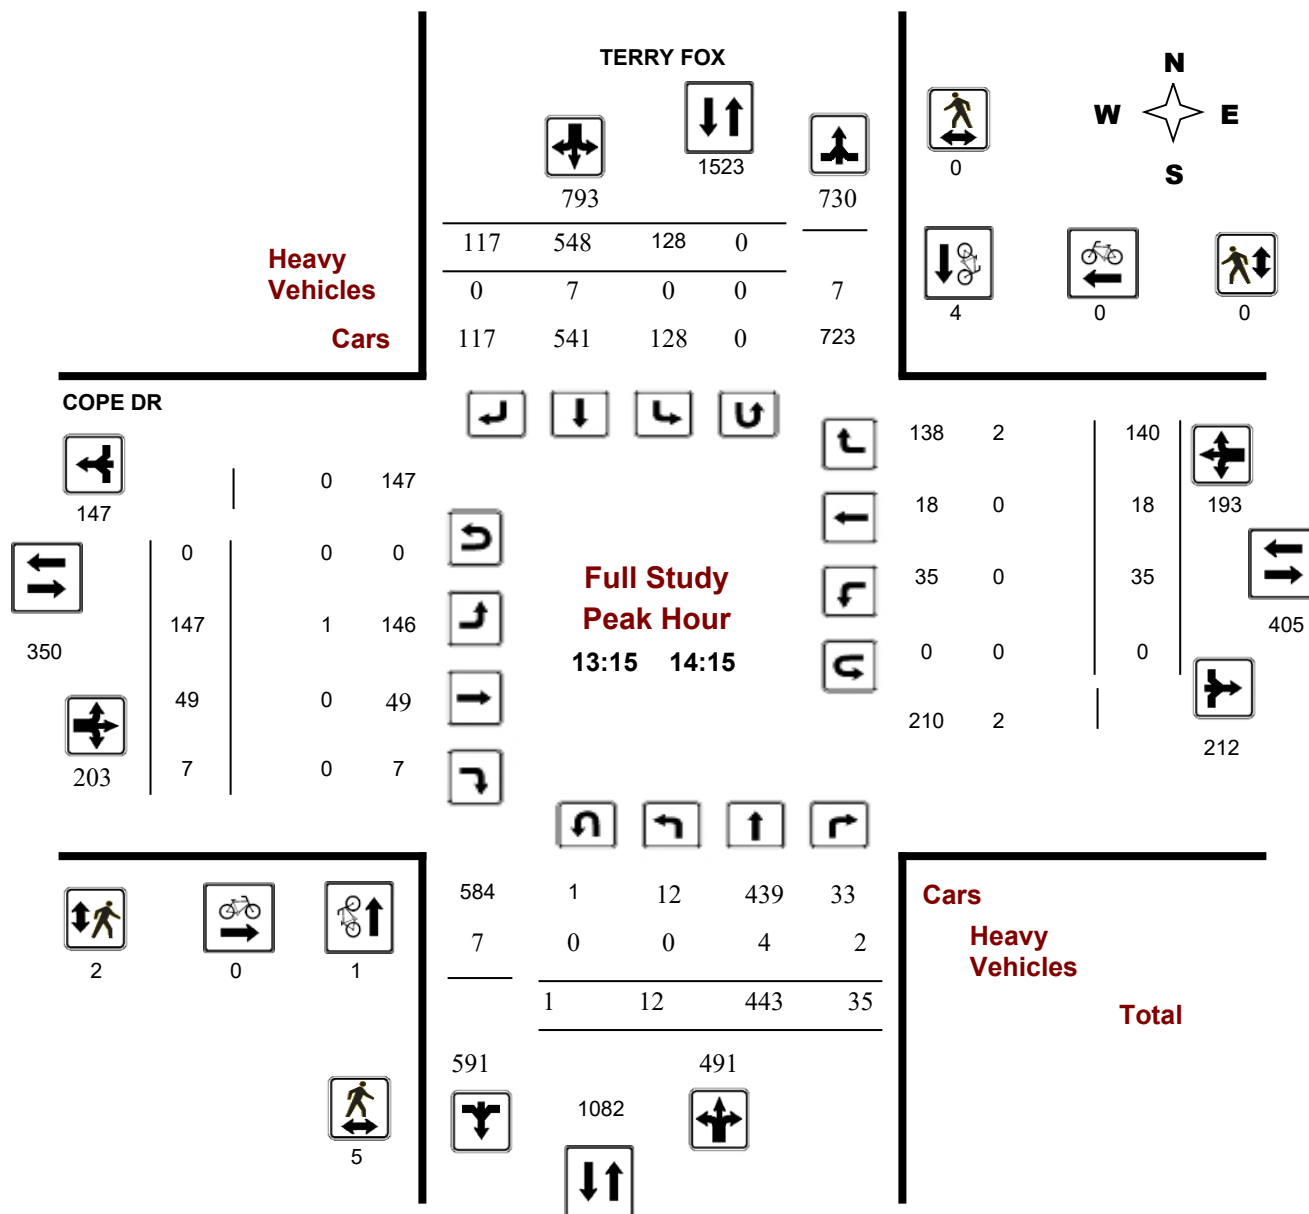 TERRY FOX
N
W E
S
1523
0
793 730
117 548 128 0
Heavy
Vehicles 0 7 0 0 7
4 0 0
Cars 117 541 128 0 723
COPE DR
138 2 140
0 147
147
18 0 18 193
0 0 0
Full Study
35 0 35
Peak Hour
147 1 146
405
350
13:15 14:15
0 0 0
49 0 49
210 2
212
203 7 0 7
584 1 12 439 33 Cars
7 0 0 4 2 Heavy
Vehicles
2 0 1
1 12 443 35 Total
591 491
1082
5